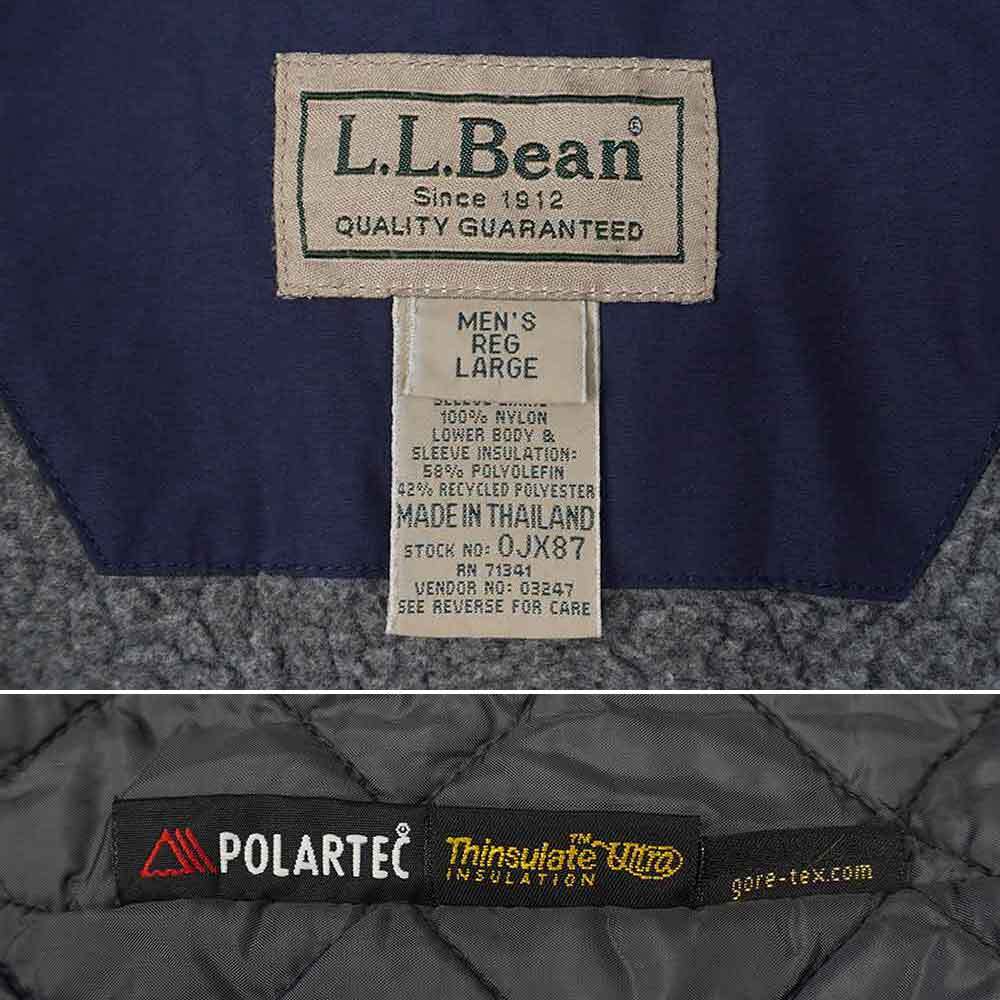 L.L.Bean®
Since 1912
QUALITY GUARANTEED
MEN'S
REG
LARGE
100% NYLON
LOWER BODY &
SLEEVE INSULATION:
58% POLYOLEFIN
42% RECYCLED POLYESTER
MADE IN THAILAND
STOCK NO: 0JX87
RN 71341
VENDOR NO: 03247
SEE REVERSE FOR CARE
POLARTEC®
Thinsulate™ Ultra
INSULATION
gore-tex.com